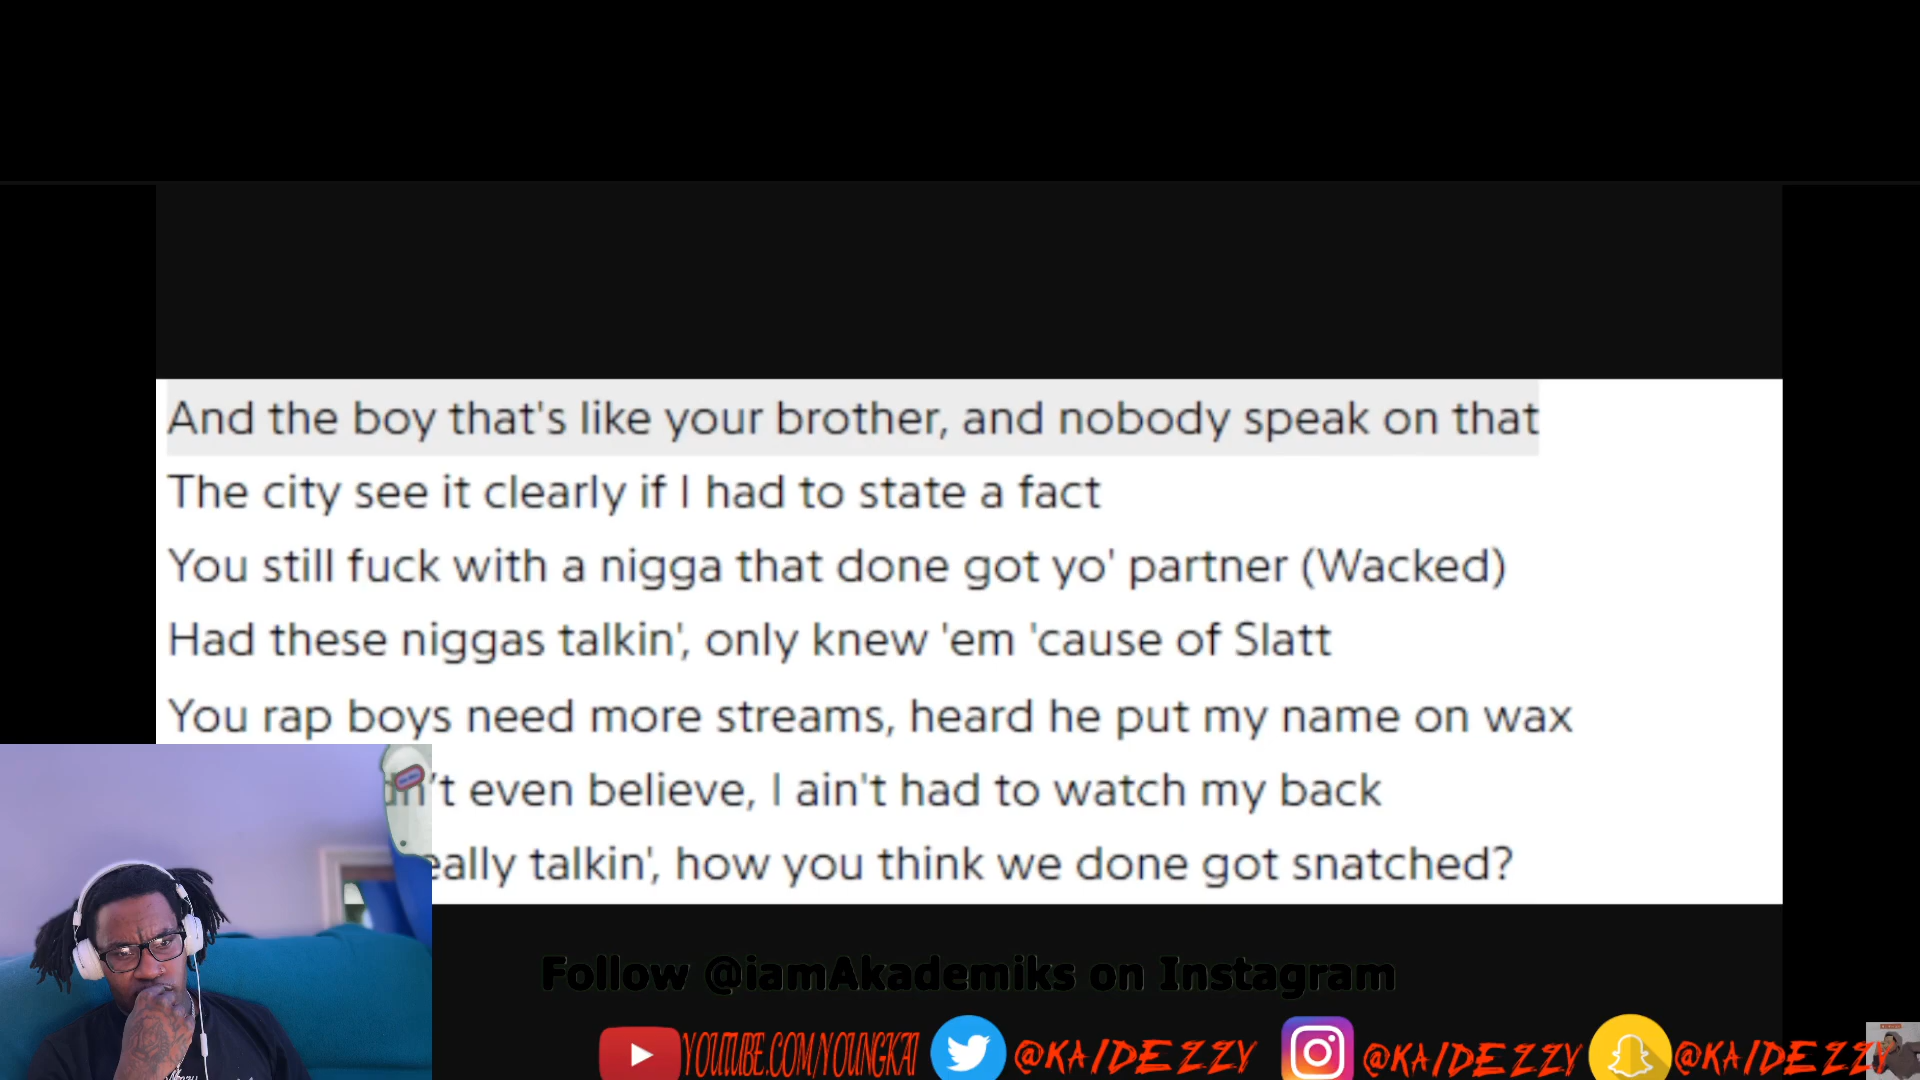 And the boy that's like your brother, and nobody speak on that
The city see it clearly if I had to state a fact
You still fuck with a nigga that done got yo' partner (Wacked)
Had these niggas talkin', only knew 'em 'cause of Slatt
You rap boys need more streams, heard he put my name on wax
't even believe, I ain't had to watch my back
eally talkin', how you think we done got snatched?
Follow @iamAkademiks on Instagram
YOUTUBE.COM/YOUNGKAI @KAIDEZZY @KAIDEZZY @KAIDEZZY